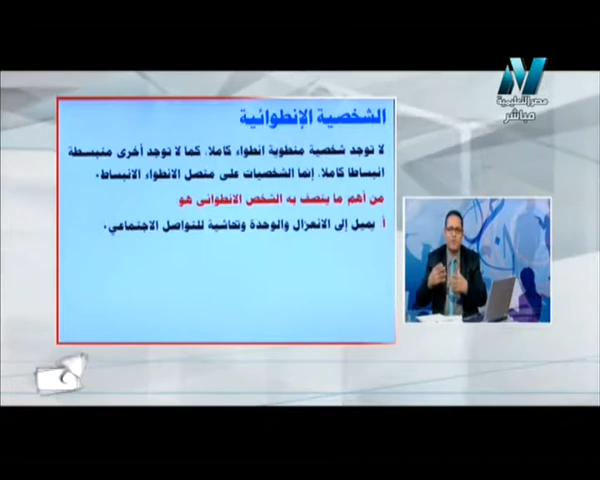 الشخصية الإنطوائية
لا توجد شخصية منطوية انطواء كاملا. كما لا توجد أخرى منبسطة
انبساطا كاملا. إنما الشخصيات على متصل الانطواء الانبساط.
من أهم ما يتصف به الشخص الانطوائى هو
أ يميل إلى الانعزال والوحدة وتحاشية للتواصل الاجتماعي.
مصر التعليمية
مباشر